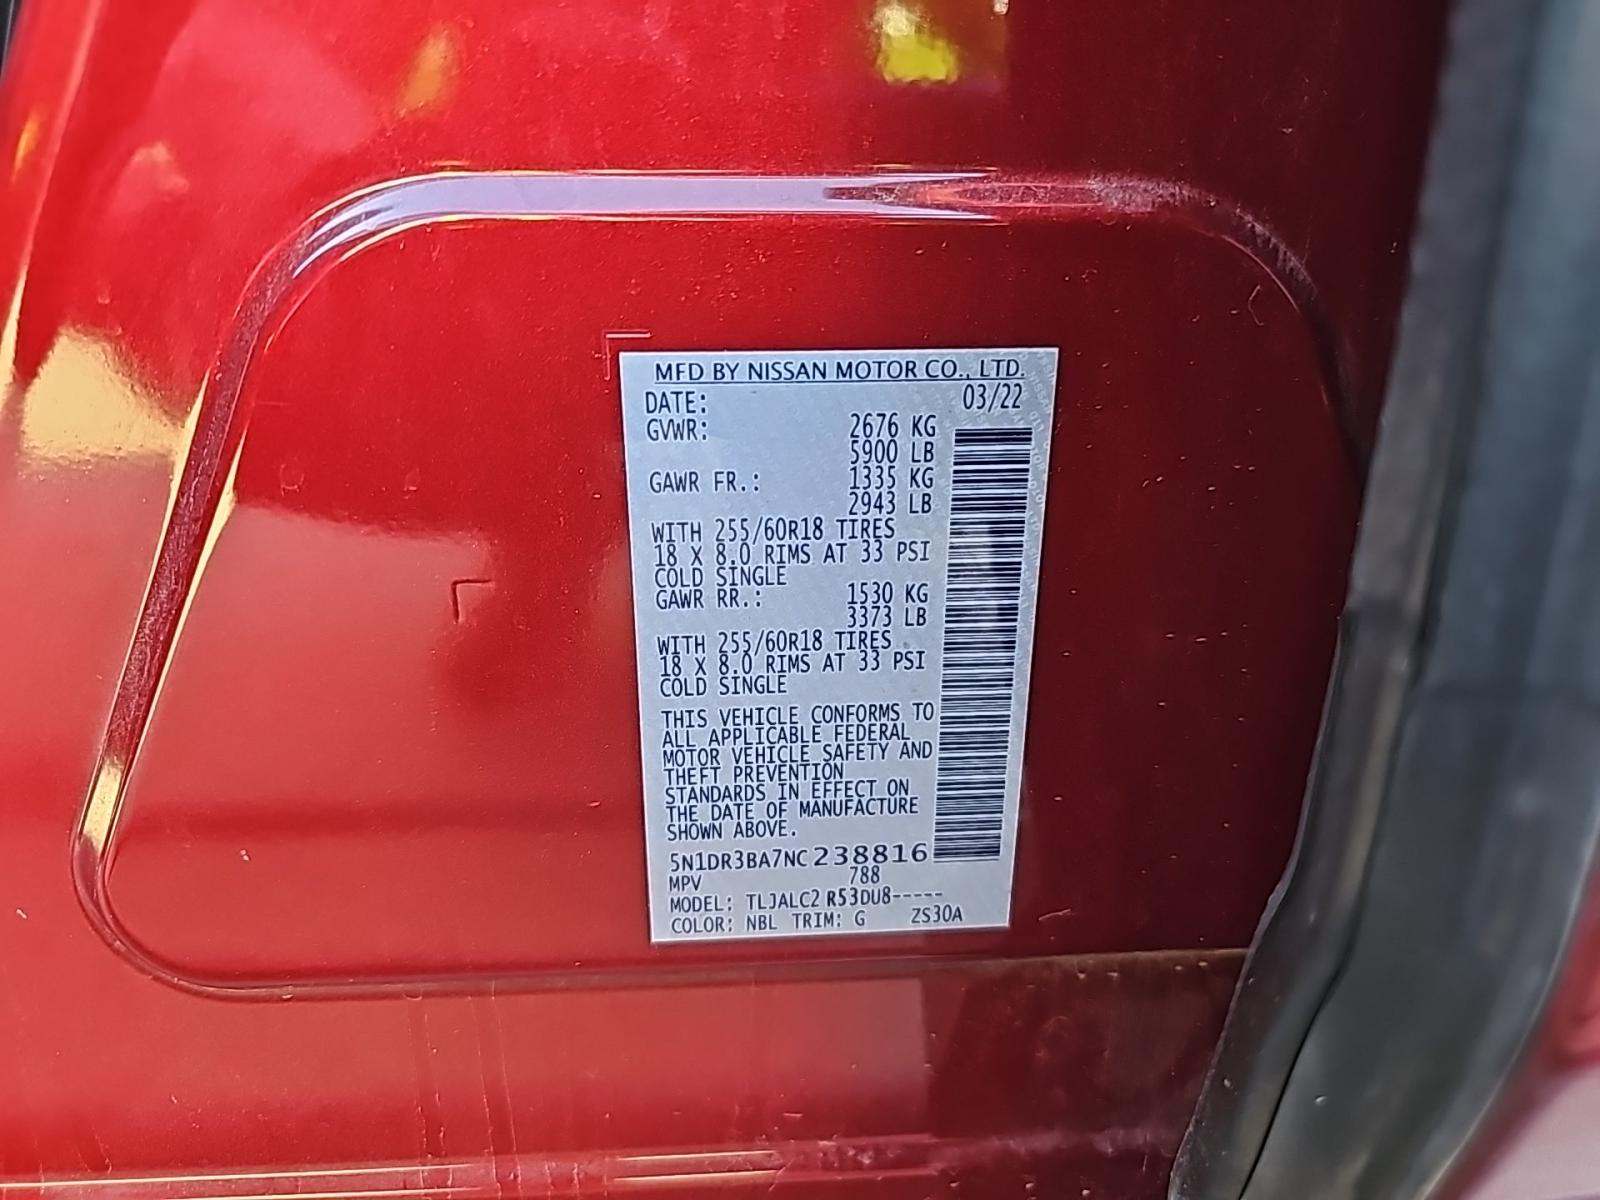 MFD BY NISSAN MOTOR CO., LTD.
DATE: 03/22
GVWR: 2676 KG
5900 LB
GAWR FR.: 1335 KG
2943 LB
WITH 255/60R18 TIRES
18 X 8.0 RIMS AT 33 PSI
COLD SINGLE
GAWR RR.: 1530 KG
3373 LB
WITH 255/60R18 TIRES
18 X 8.0 RIMS AT 33 PSI
COLD SINGLE
THIS VEHICLE CONFORMS TO
ALL APPLICABLE FEDERAL
MOTOR VEHICLE SAFETY AND
THEFT PREVENTION
STANDARDS IN EFFECT ON
THE DATE OF MANUFACTURE
SHOWN ABOVE.
5N1DR3BA7NC238816
MPV 788
MODEL: TLJALC2 R53DU8-----
COLOR: NBL TRIM: G ZS30A